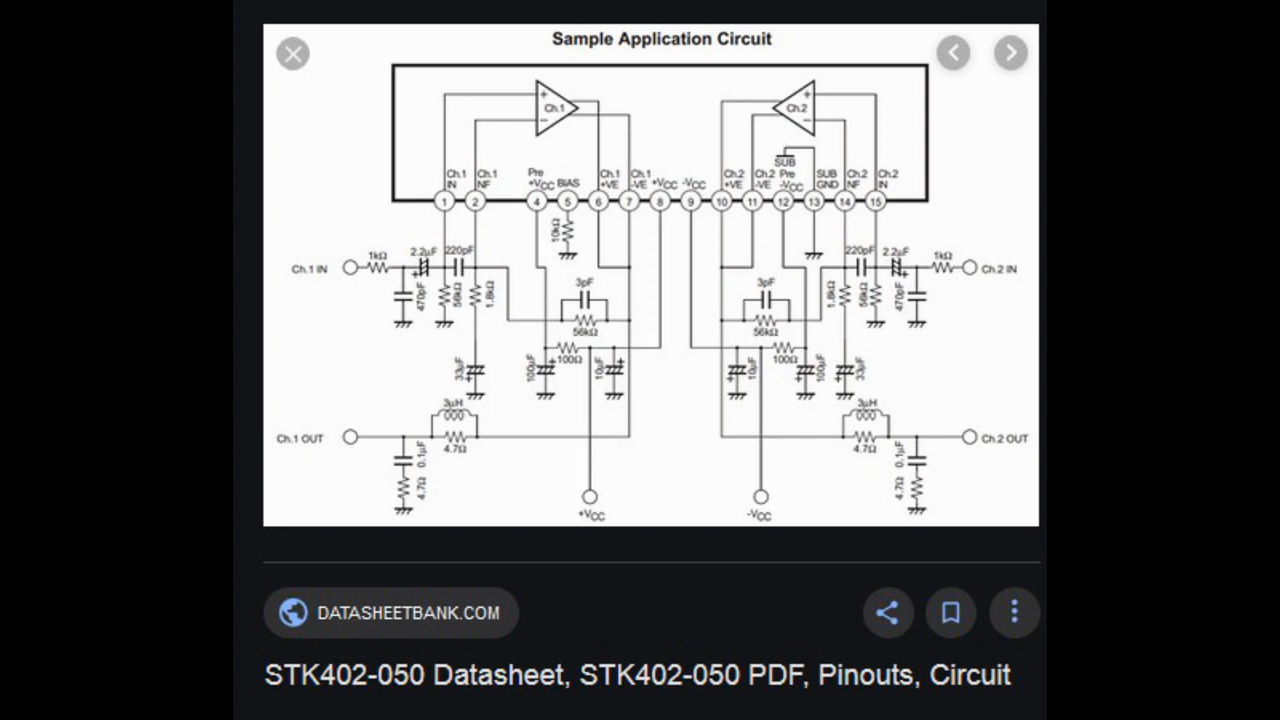 Sample Application Circuit
Ch.1
Ch.2
SUB
Ch.1 IN
Ch.1 NF
Pre +VCC
BIAS
Ch.1 +VE
Ch.1 -VE
+VCC
-VCC
Ch.2 +VE
Ch.2 -VE
Pre -VCC
SUB GND
Ch.2 NF
Ch.2 IN
1 2 4 5 6 7 8 9 10 11 12 13 14 15
10kΩ
Ch.1 IN
1kΩ
2.2µF
220pF
470pF
56kΩ
1.8kΩ
3pF
56kΩ
3pF
56kΩ
1.8kΩ
220pF
56kΩ
2.2µF
470pF
1kΩ
Ch.2 IN
33µF
100µF
100Ω
10µF
10µF
100Ω
100µF
33µF
Ch.1 OUT
3µH
4.7Ω
0.1µF
4.7Ω
3µH
4.7Ω
0.1µF
4.7Ω
Ch.2 OUT
+VCC
-VCC
DATASHEETBANK.COM
STK402-050 Datasheet, STK402-050 PDF, Pinouts, Circuit